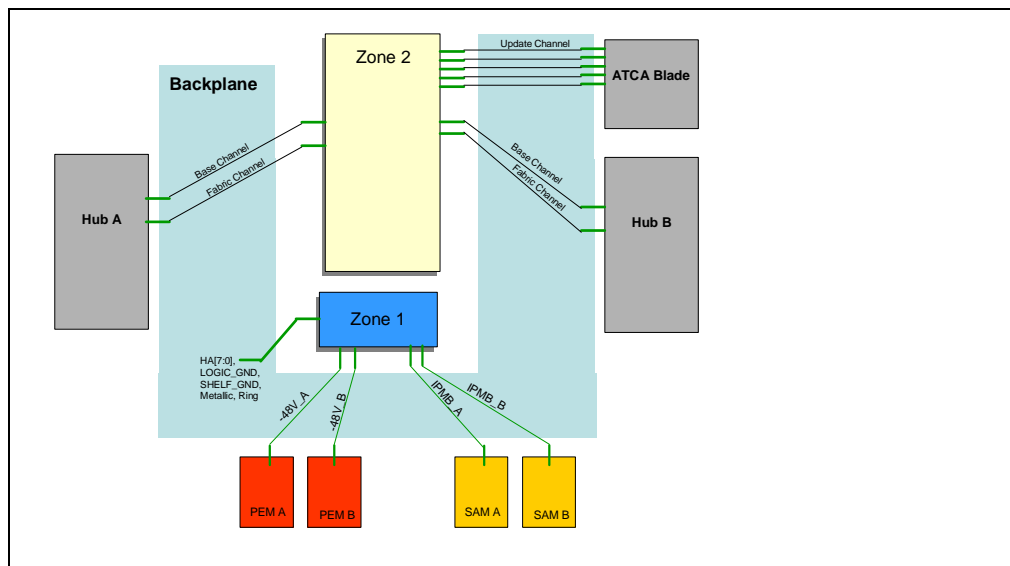 Zone 2
Update Channel
ATCA Blade
Backplane
Base Channel
Fabric Channel
Base Channel
Fabric Channel
Hub A
Hub B
Zone 1
HA[7:0],
LOGIC_GND,
SHELF_GND,
Metallic, Ring
-48V_A
-48V_B
IPMB_A
IPMB_B
PEM A
PEM B
SAM A
SAM B